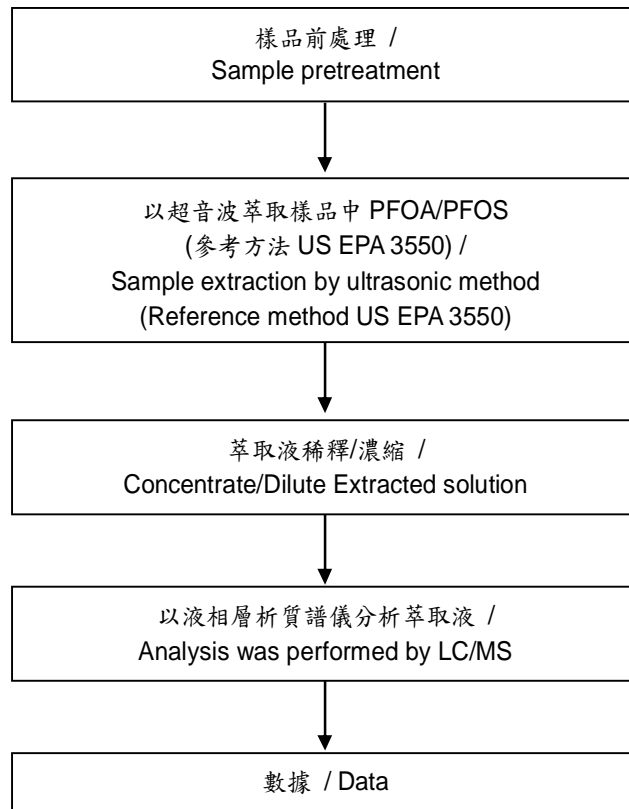 樣品前處理 /
Sample pretreatment
以超音波萃取樣品中 PFOA/PFOS
(參考方法 US EPA 3550) /
Sample extraction by ultrasonic method
(Reference method US EPA 3550)
萃取液稀釋/濃縮 /
Concentrate/Dilute Extracted solution
以液相層析質譜儀分析萃取液 /
Analysis was performed by LC/MS
數據 / Data